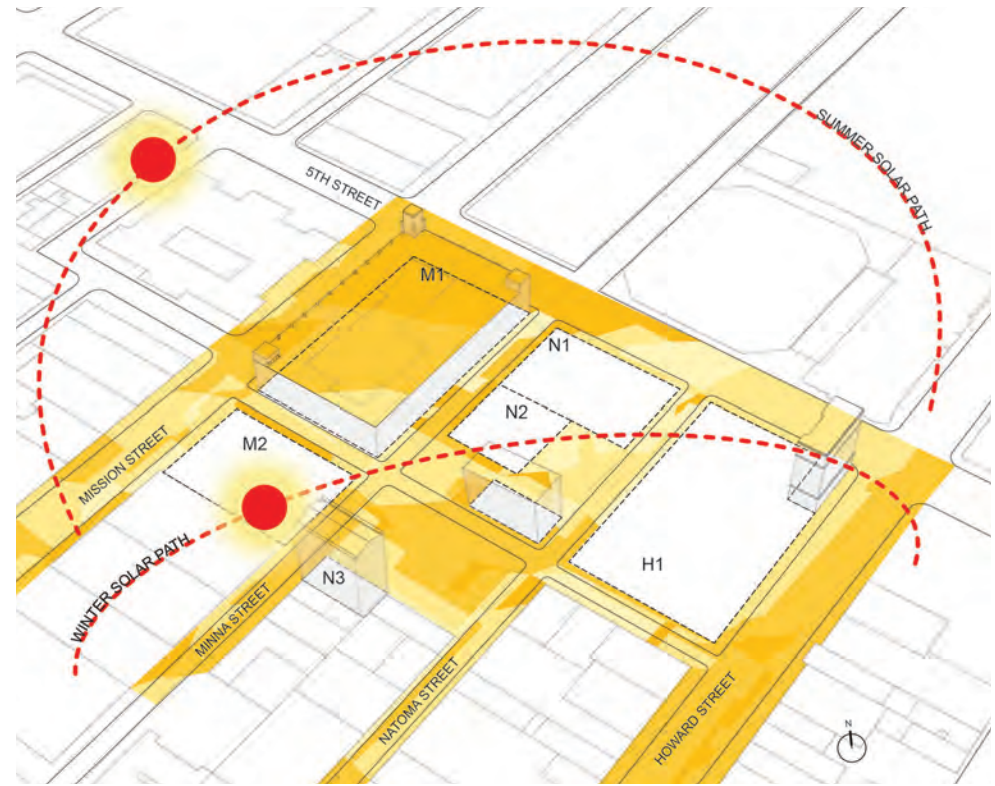 SUMMER SOLAR PATH
5TH STREET
M1
N1
N2
M2
MISSION STREET
WINTER SOLAR PATH
H1
N3
MINNA STREET
NATOMA STREET
HOWARD STREET
N